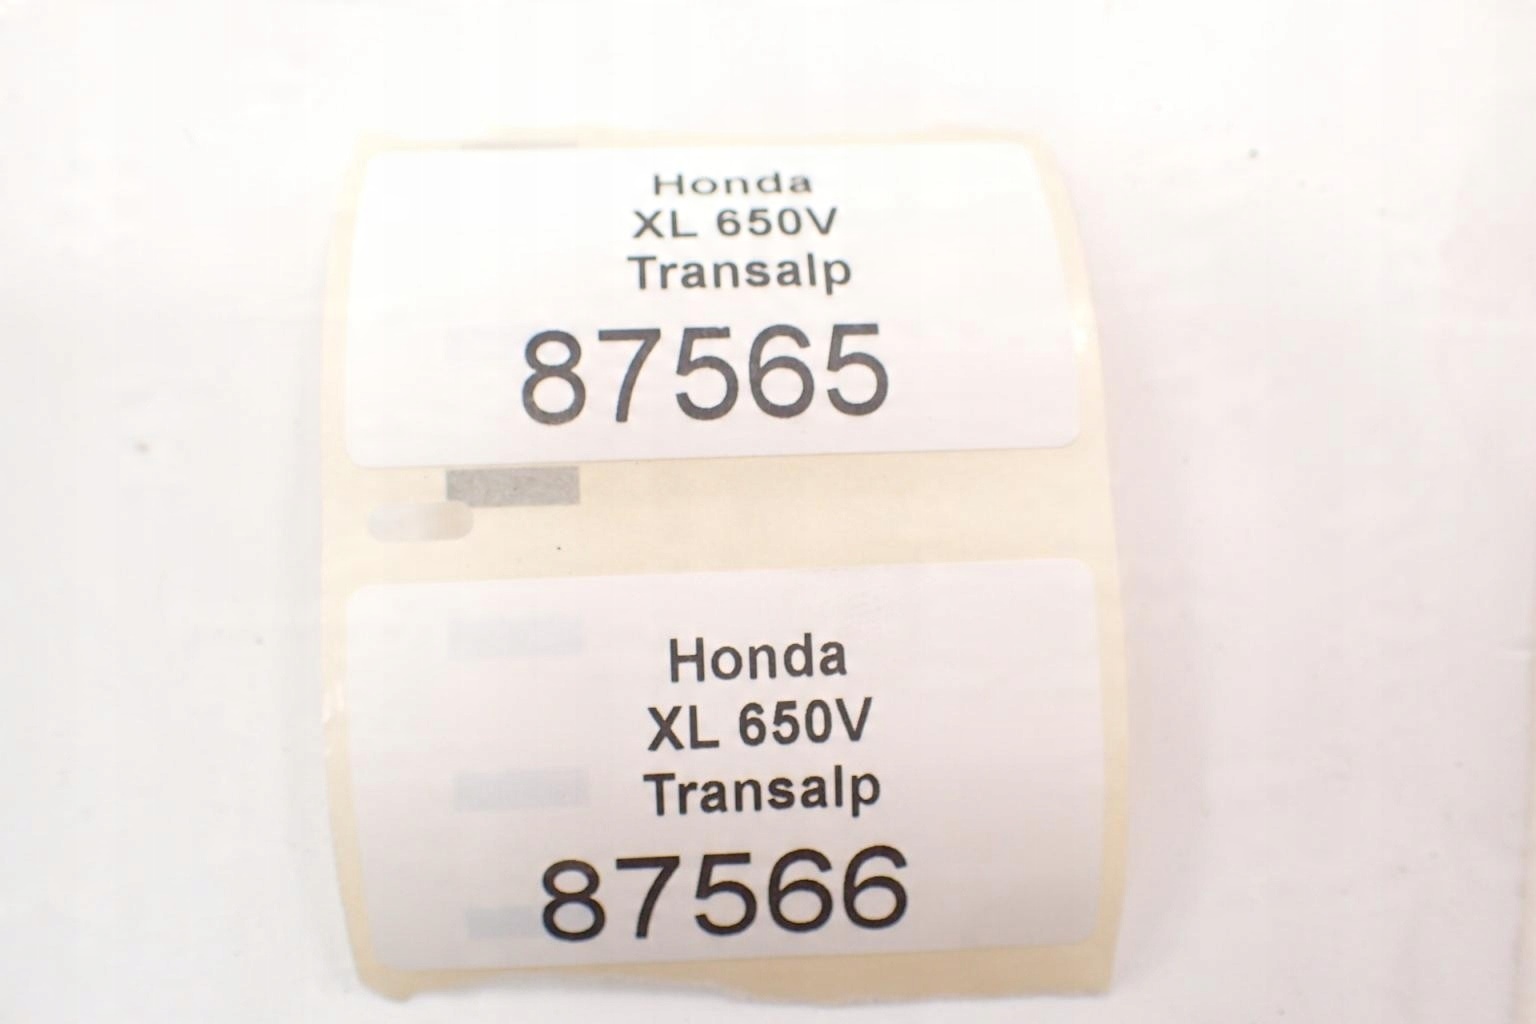 Honda
XL 650V
Transalp
87565
Honda
XL 650V
Transalp
87566